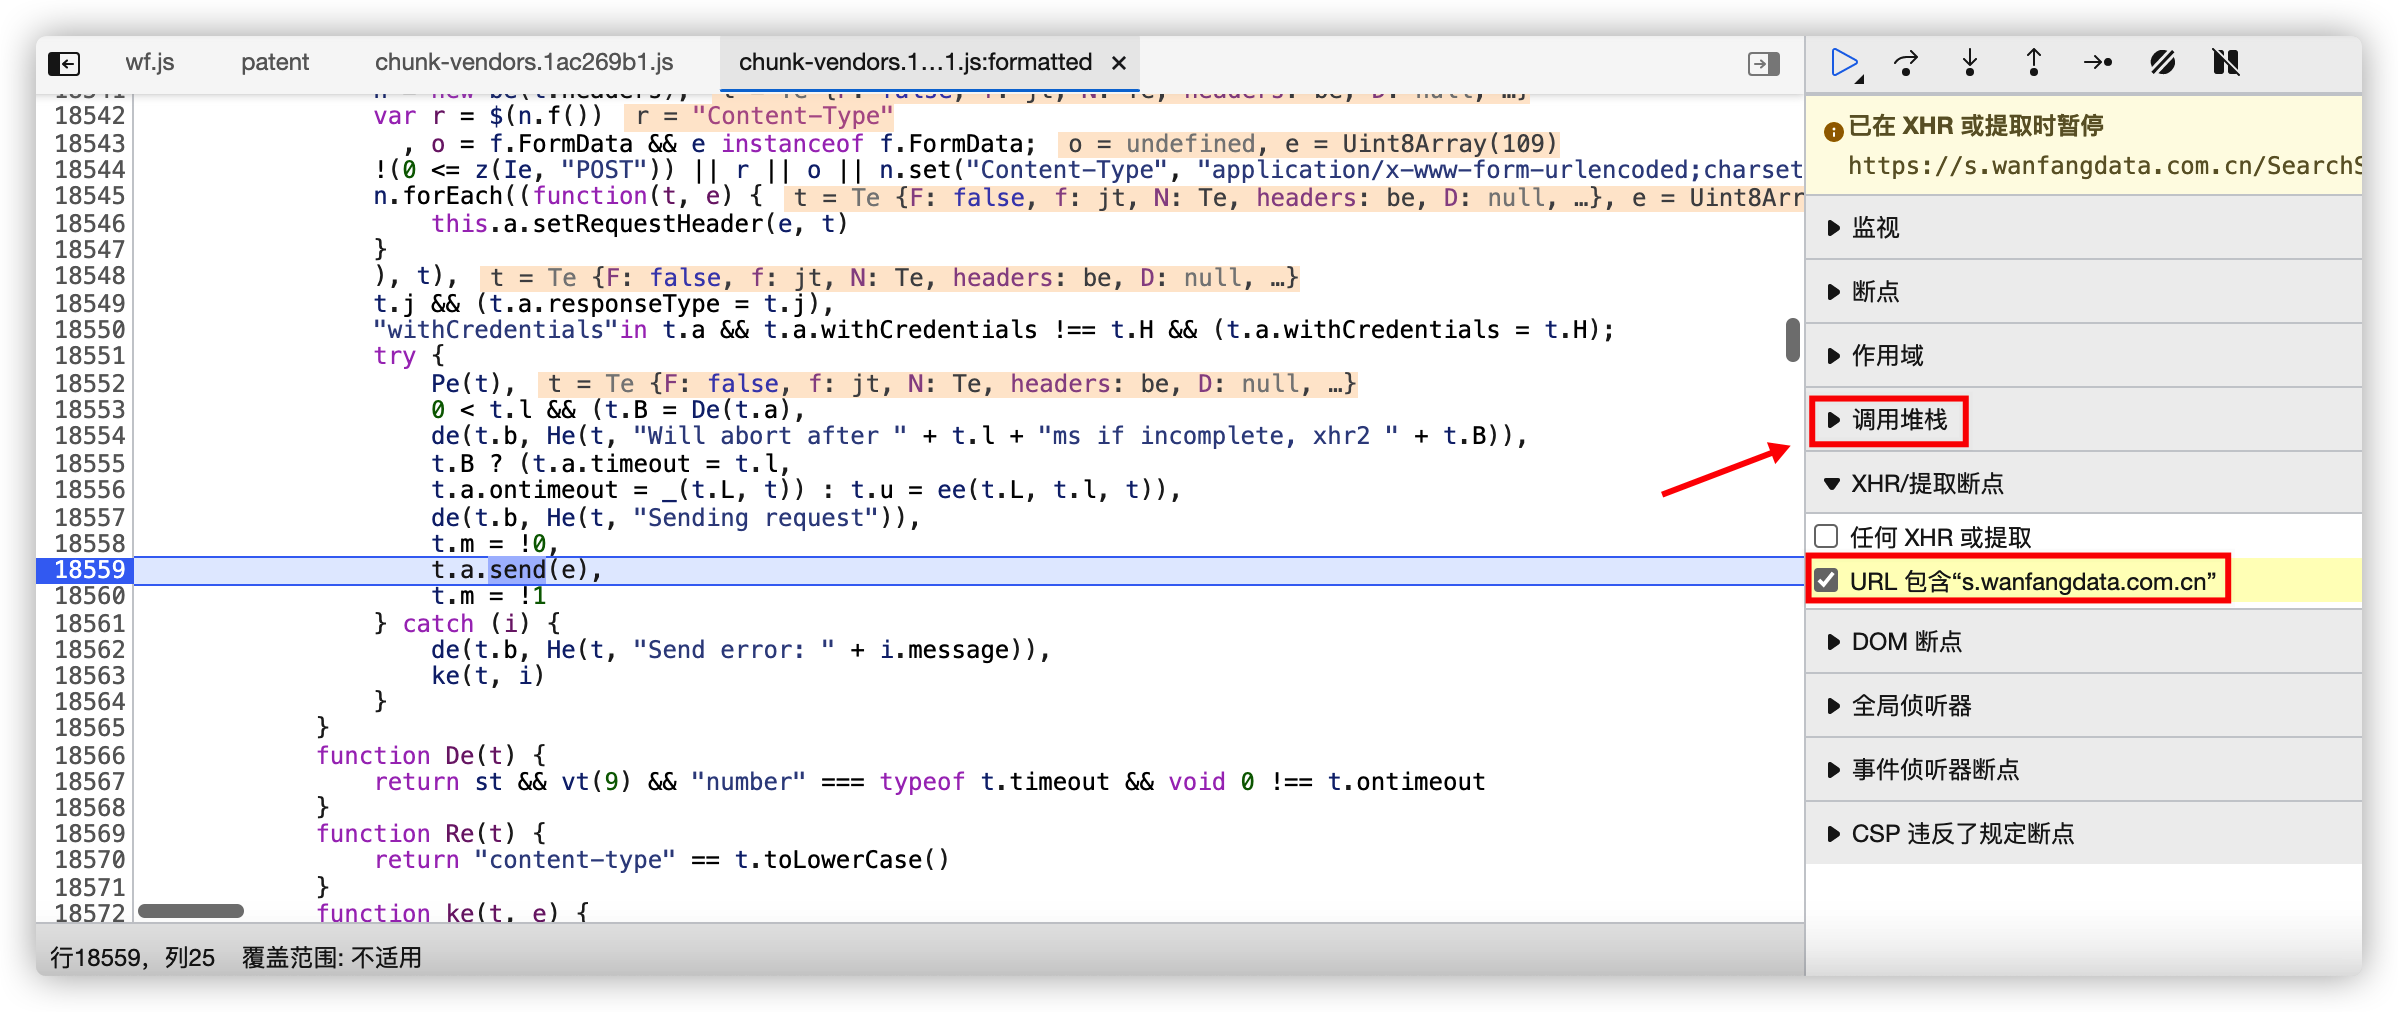 wf.js patent chunk-vendors.1ac269b1.js chunk-vendors.1…1.js:formatted ×
18542 var r = $(n.f()) r = "Content-Type"
18543 , o = f.FormData && e instanceof f.FormData; o = undefined, e = Uint8Array(109)
18544 !(0 <= z(Ie, "POST")) || r || o || n.set("Content-Type", "application/x-www-form-urlencoded;charset
18545 n.forEach((function(t, e) { t = Te {F: false, f: jt, N: Te, headers: be, D: null, …}, e = Uint8Arr
18546 this.a.setRequestHeader(e, t)
18547 }
18548 ), t), t = Te {F: false, f: jt, N: Te, headers: be, D: null, …}
18549 t.j && (t.a.responseType = t.j),
18550 "withCredentials"in t.a && t.a.withCredentials !== t.H && (t.a.withCredentials = t.H);
18551 try {
18552 Pe(t), t = Te {F: false, f: jt, N: Te, headers: be, D: null, …}
18553 0 < t.l && (t.B = De(t.a),
18554 de(t.b, He(t, "Will abort after " + t.l + "ms if incomplete, xhr2 " + t.B)),
18555 t.B ? (t.a.timeout = t.l,
18556 t.a.ontimeout = _(t.L, t)) : t.u = ee(t.L, t.l, t)),
18557 de(t.b, He(t, "Sending request")),
18558 t.m = !0,
18559 t.a.send(e),
18560 t.m = !1
18561 } catch (i) {
18562 de(t.b, He(t, "Send error: " + i.message)),
18563 ke(t, i)
18564 }
18565 }
18566 function De(t) {
18567 return st && vt(9) && "number" === typeof t.timeout && void 0 !== t.ontimeout
18568 }
18569 function Re(t) {
18570 return "content-type" == t.toLowerCase()
18571 }
18572 function ke(t, e) {
行18559，列25 覆盖范围: 不适用
已在 XHR 或提取时暂停
https://s.wanfangdata.com.cn/SearchS
监视
断点
作用域
调用堆栈
XHR/提取断点
任何 XHR 或提取
URL 包含“s.wanfangdata.com.cn”
DOM 断点
全局侦听器
事件侦听器断点
CSP 违反了规定断点